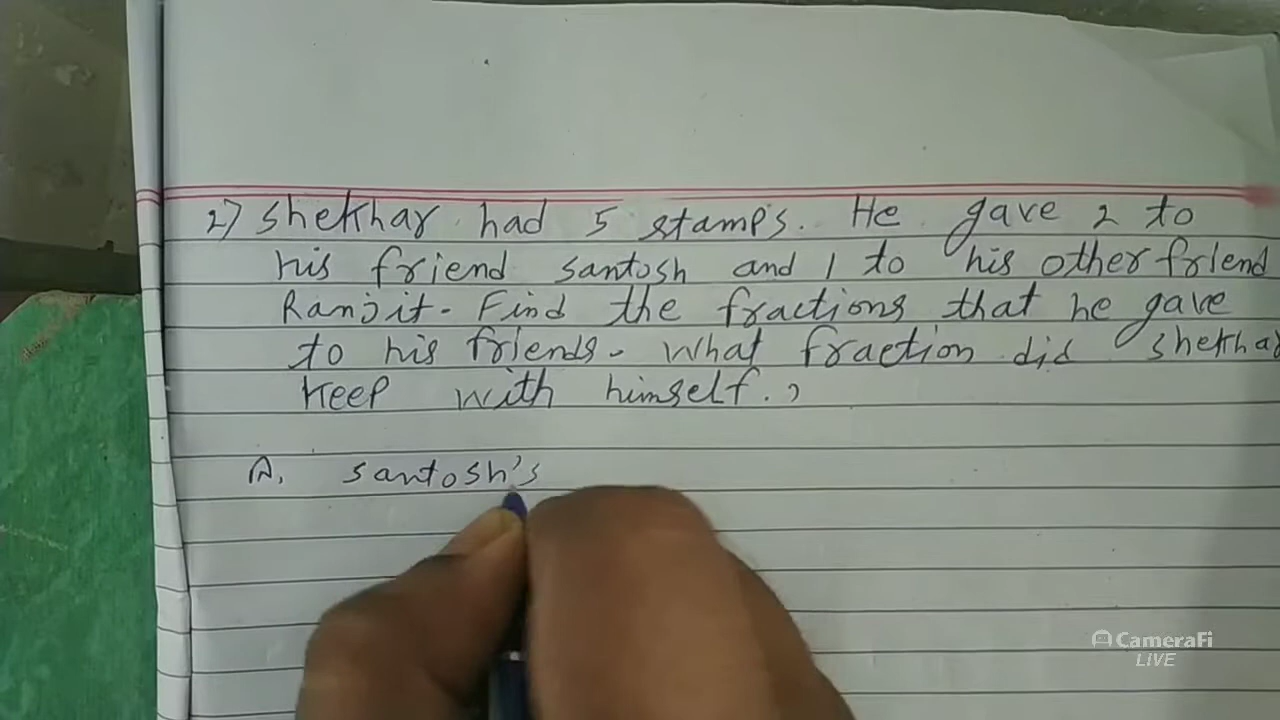 2) Shekhar had 5 stamps. He gave 2 to
his friend Santosh and 1 to his other friend
Ranjit. Find the fractions that he gave
to his friends. What fraction did Shekhar
keep with himself.?
A. Santosh's
CameraFi
LiVE